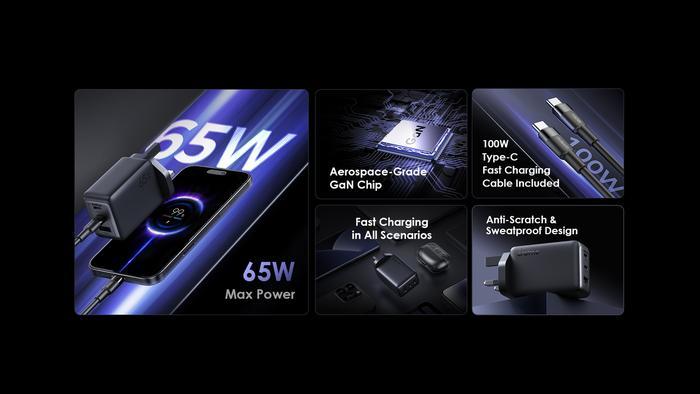 65W
65W
Max Power
GaN
Aerospace-Grade
GaN Chip
100W
Type-C
Fast Charging
Cable Included
100W
Fast Charging
in All Scenarios
Anti-Scratch &
Sweatproof Design